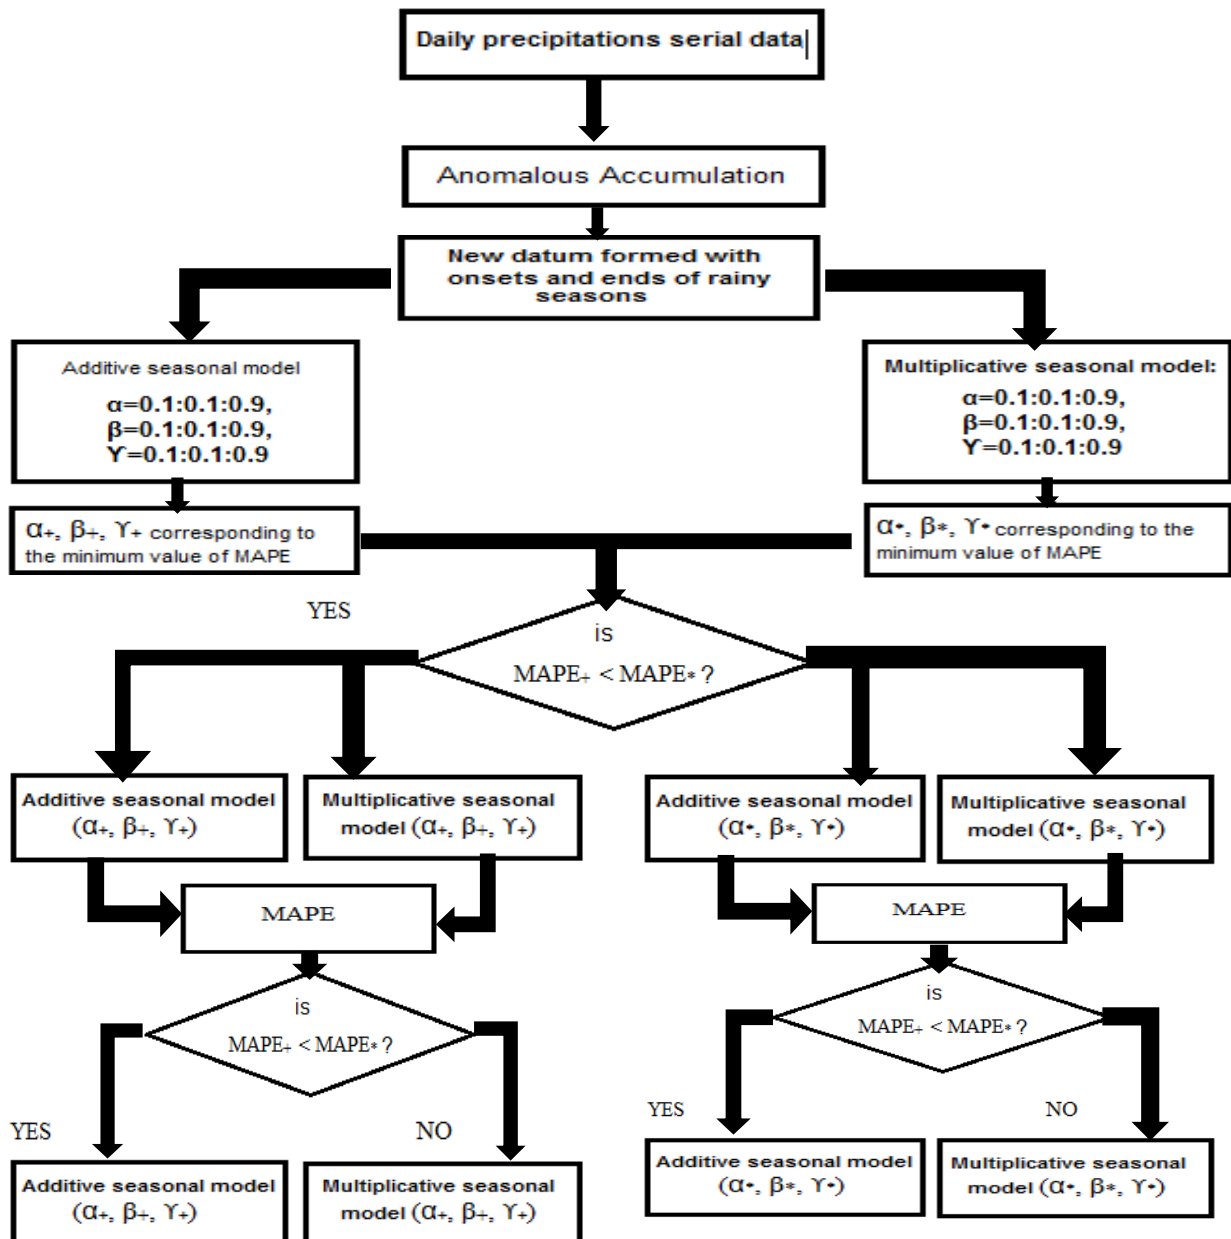 Daily precipitations serial data
Anomalous Accumulation
New datum formed with
onsets and ends of rainy
seasons
Additive seasonal model
α=0.1:0.1:0.9,
β=0.1:0.1:0.9,
ϒ=0.1:0.1:0.9
Multiplicative seasonal model:
α=0.1:0.1:0.9,
β=0.1:0.1:0.9,
ϒ=0.1:0.1:0.9
α+, β+, ϒ+ corresponding to
the minimum value of MAPE
α*, β*, ϒ* corresponding to the
minimum value of MAPE
YES
is
MAPE+ < MAPE* ?
Additive seasonal model
(α+, β+, ϒ+)
Multiplicative seasonal
model (α+, β+, ϒ+)
Additive seasonal model
(α*, β*, ϒ*)
Multiplicative seasonal
model (α*, β*, ϒ*)
MAPE
MAPE
is
MAPE+ < MAPE* ?
is
MAPE+ < MAPE* ?
YES
NO
YES
NO
Additive seasonal model
(α+, β+, ϒ+)
Multiplicative seasonal
model (α+, β+, ϒ+)
Additive seasonal model
(α*, β*, ϒ*)
Multiplicative seasonal
model (α*, β*, ϒ*)